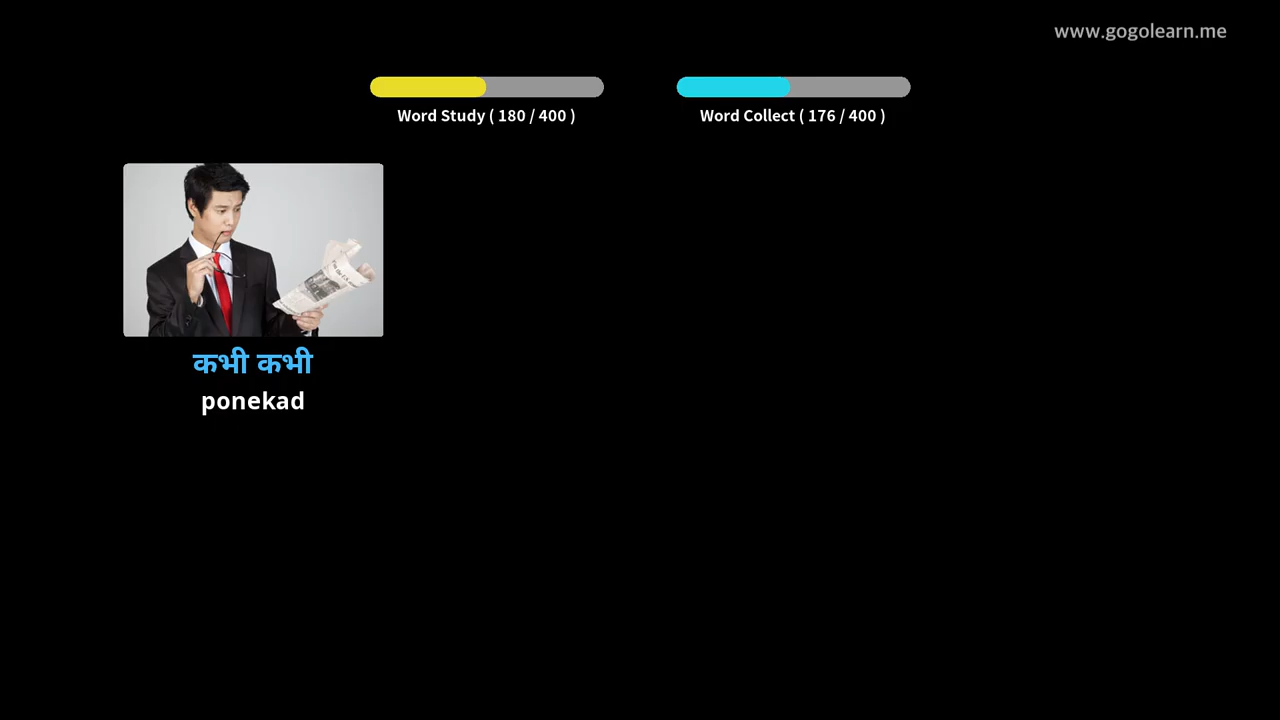 www.gogolearn.me
Word Study ( 180 / 400 )
Word Collect ( 176 / 400 )
कभी कभी
ponekad